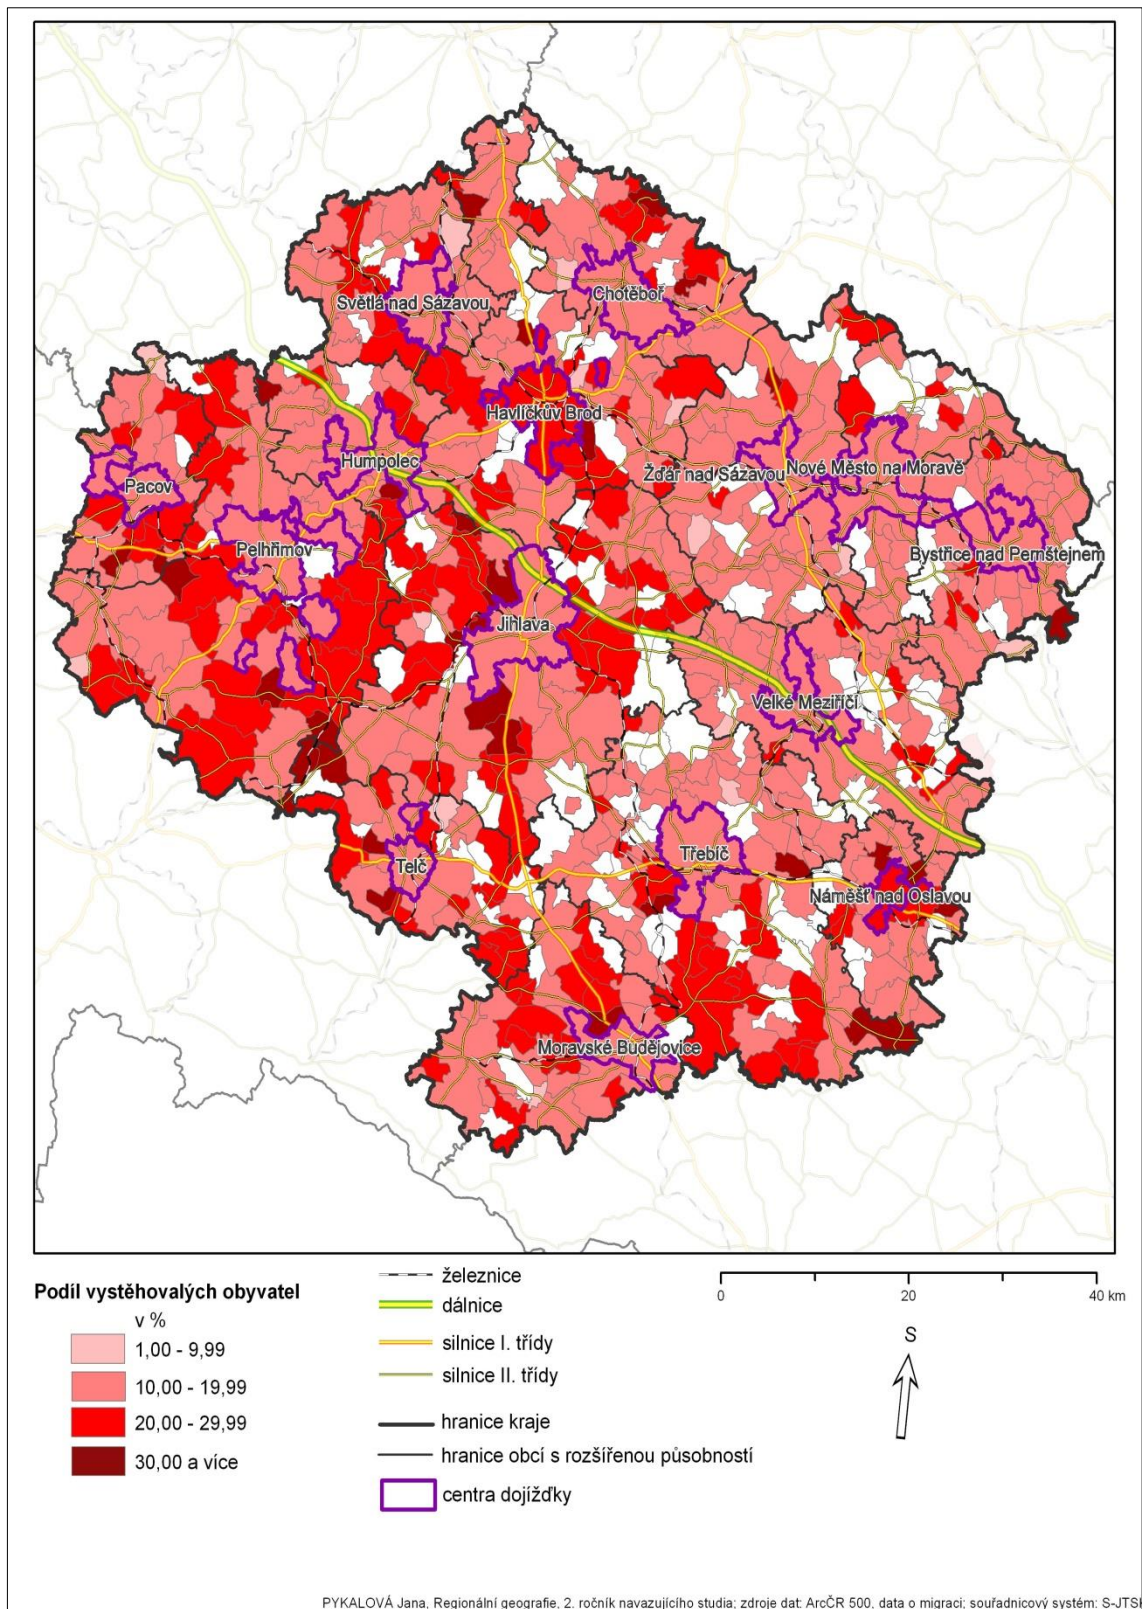 Světlá nad Sázavou
Chotěboř
Havlíčkův Brod
Humpolec
Pacov
Žďár nad Sázavou
Nové Město na Moravě
Pelhřimov
Bystřice nad Pernštejnem
Jihlava
Velké Meziříčí
Telč
Třebíč
Náměšť nad Oslavou
Moravské Budějovice
Podíl vystěhovalých obyvatel
v %
1,00 - 9,99
10,00 - 19,99
20,00 - 29,99
30,00 a více
železnice
dálnice
silnice I. třídy
silnice II. třídy
hranice kraje
hranice obcí s rozšířenou působností
centra dojížďky
0 20 40 km
S
PYKALOVÁ Jana, Regionální geografie, 2. ročník navazujícího studia; zdroje dat: ArcČR 500, data o migraci; souřadnicový systém: S-JTS